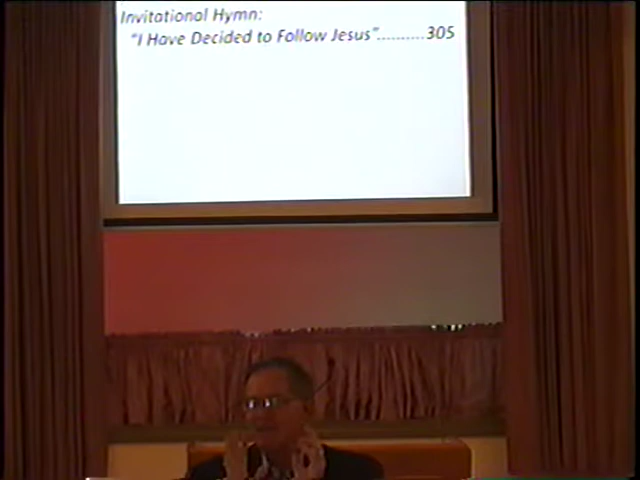 Invitational Hymn:
"I Have Decided to Follow Jesus"..........305